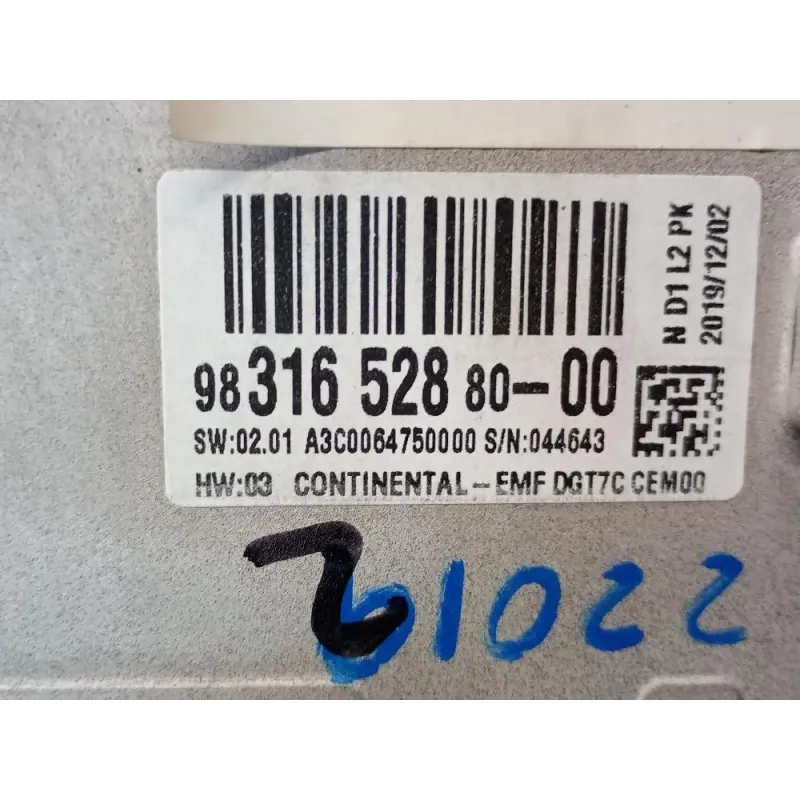 98 316 528 80-00
SW:02.01 A3C0064750000 S/N:044643
HW:03 CONTINENTAL-EMF DGT7C CEM00
N D1 L2 PK
2019/12/02
61022